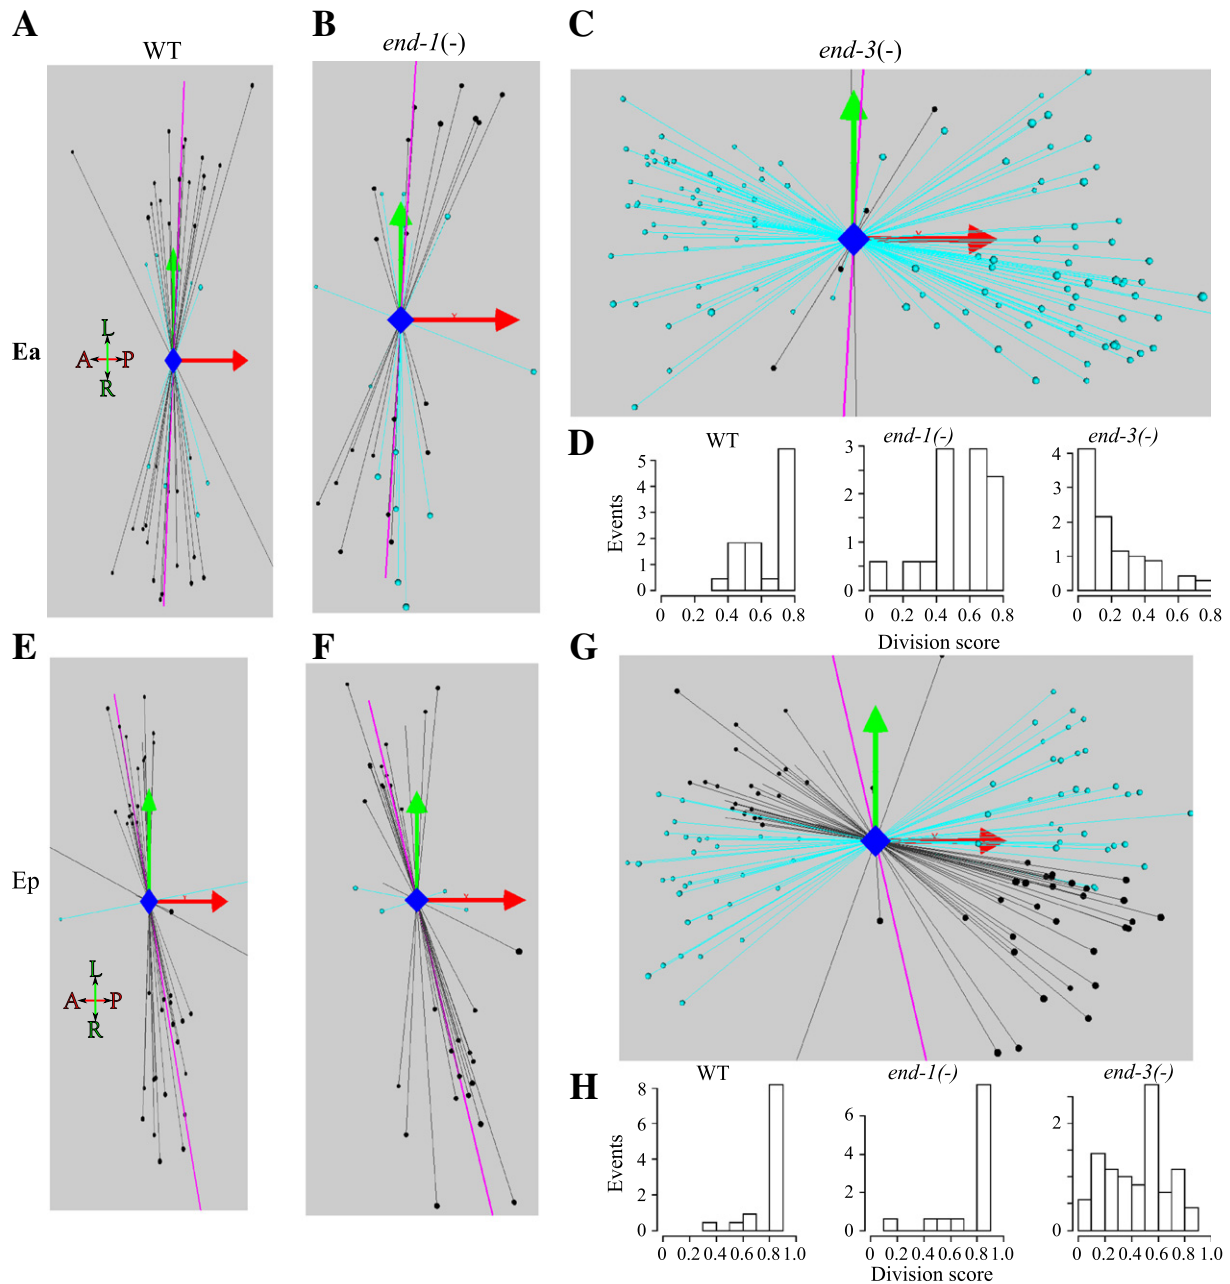 A
B
C
WT
end-1(-)
end-3(-)
Ea
L
A P
R
Y
Y
D
WT
end-1(-)
end-3(-)
Events
5
4
3
2
1
0
0 0.2 0.4 0.6 0.8
3
2
1
0
0 0.2 0.4 0.6 0.8
4
3
2
1
0
0 0.2 0.4 0.6 0.8
Division score
E
F
G
Ep
L
A P
R
Y
Y
Y
H
WT
end-1(-)
end-3(-)
Events
8
6
4
2
0
0 0.2 0.4 0.6 0.8 1.0
6
4
2
0
0 0.2 0.4 0.6 0.8 1.0
2
0
0 0.2 0.4 0.6 0.8 1.0
Division score